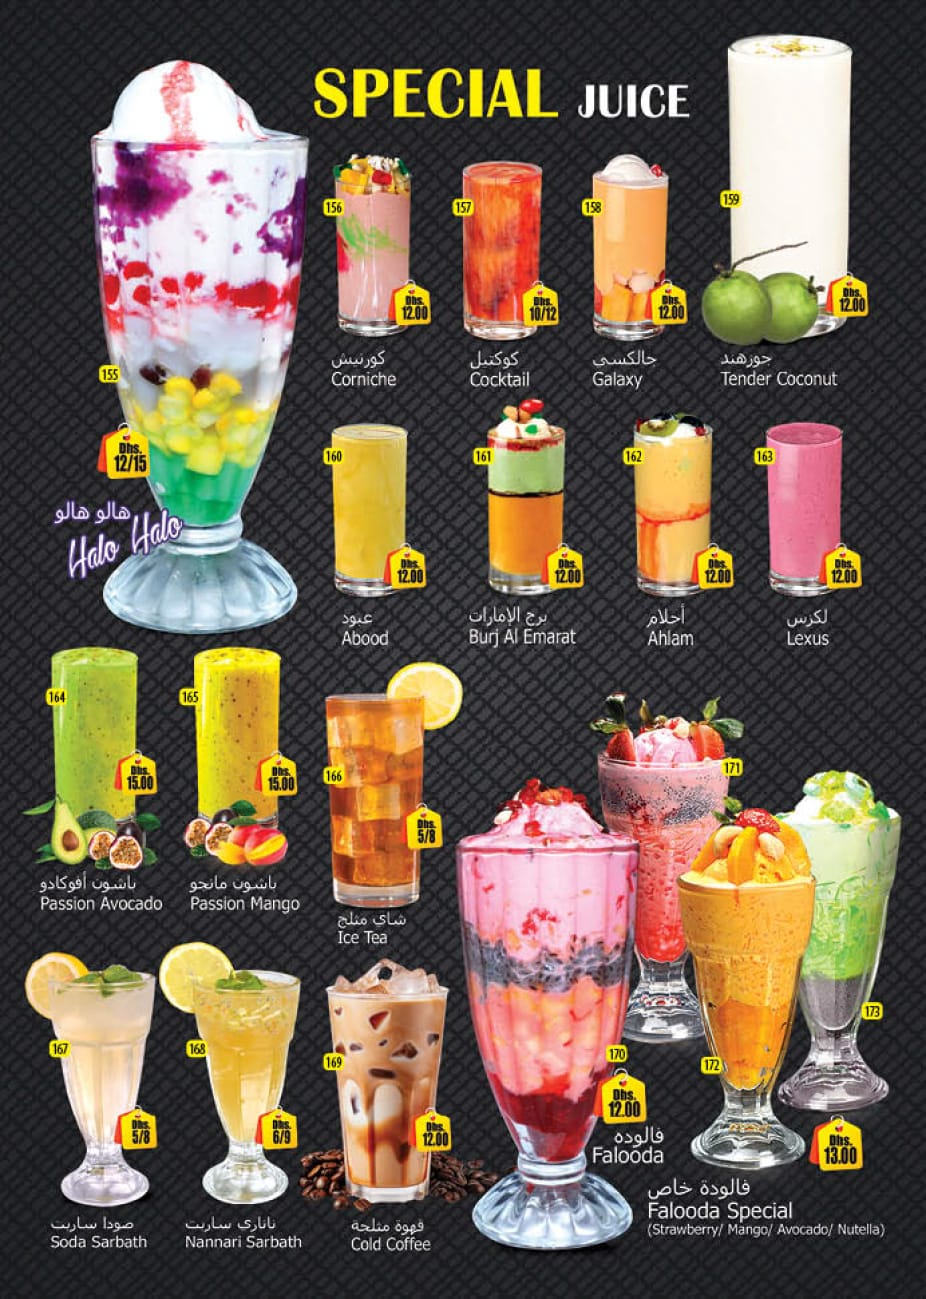 SPECIAL JUICE
155
Dhs.
12/15
هالو هالو
Halo Halo
156
Dhs.
12.00
كورنيش
Corniche
157
Dhs.
10/12
كوكتيل
Cocktail
158
Dhs.
12.00
جالكسي
Galaxy
159
Dhs.
12.00
جوزهند
Tender Coconut
160
Dhs.
12.00
عبود
Abood
161
Dhs.
12.00
برج الإمارات
Burj Al Emarat
162
Dhs.
12.00
أحلام
Ahlam
163
Dhs.
12.00
لكزس
Lexus
164
Dhs.
15.00
باشون أفوكادو
Passion Avocado
165
Dhs.
15.00
باشون مانجو
Passion Mango
166
Dhs.
5/8
شاي مثلج
Ice Tea
167
Dhs.
5/8
صودا ساربت
Soda Sarbath
168
Dhs.
6/9
ناناري ساربت
Nannari Sarbath
169
Dhs.
12.00
قهوة مثلجة
Cold Coffee
170
Dhs.
12.00
فالوده
Falooda
171
172
173
Dhs.
13.00
فالودة خاص
Falooda Special
(Strawberry/ Mango/ Avocado/ Nutella)